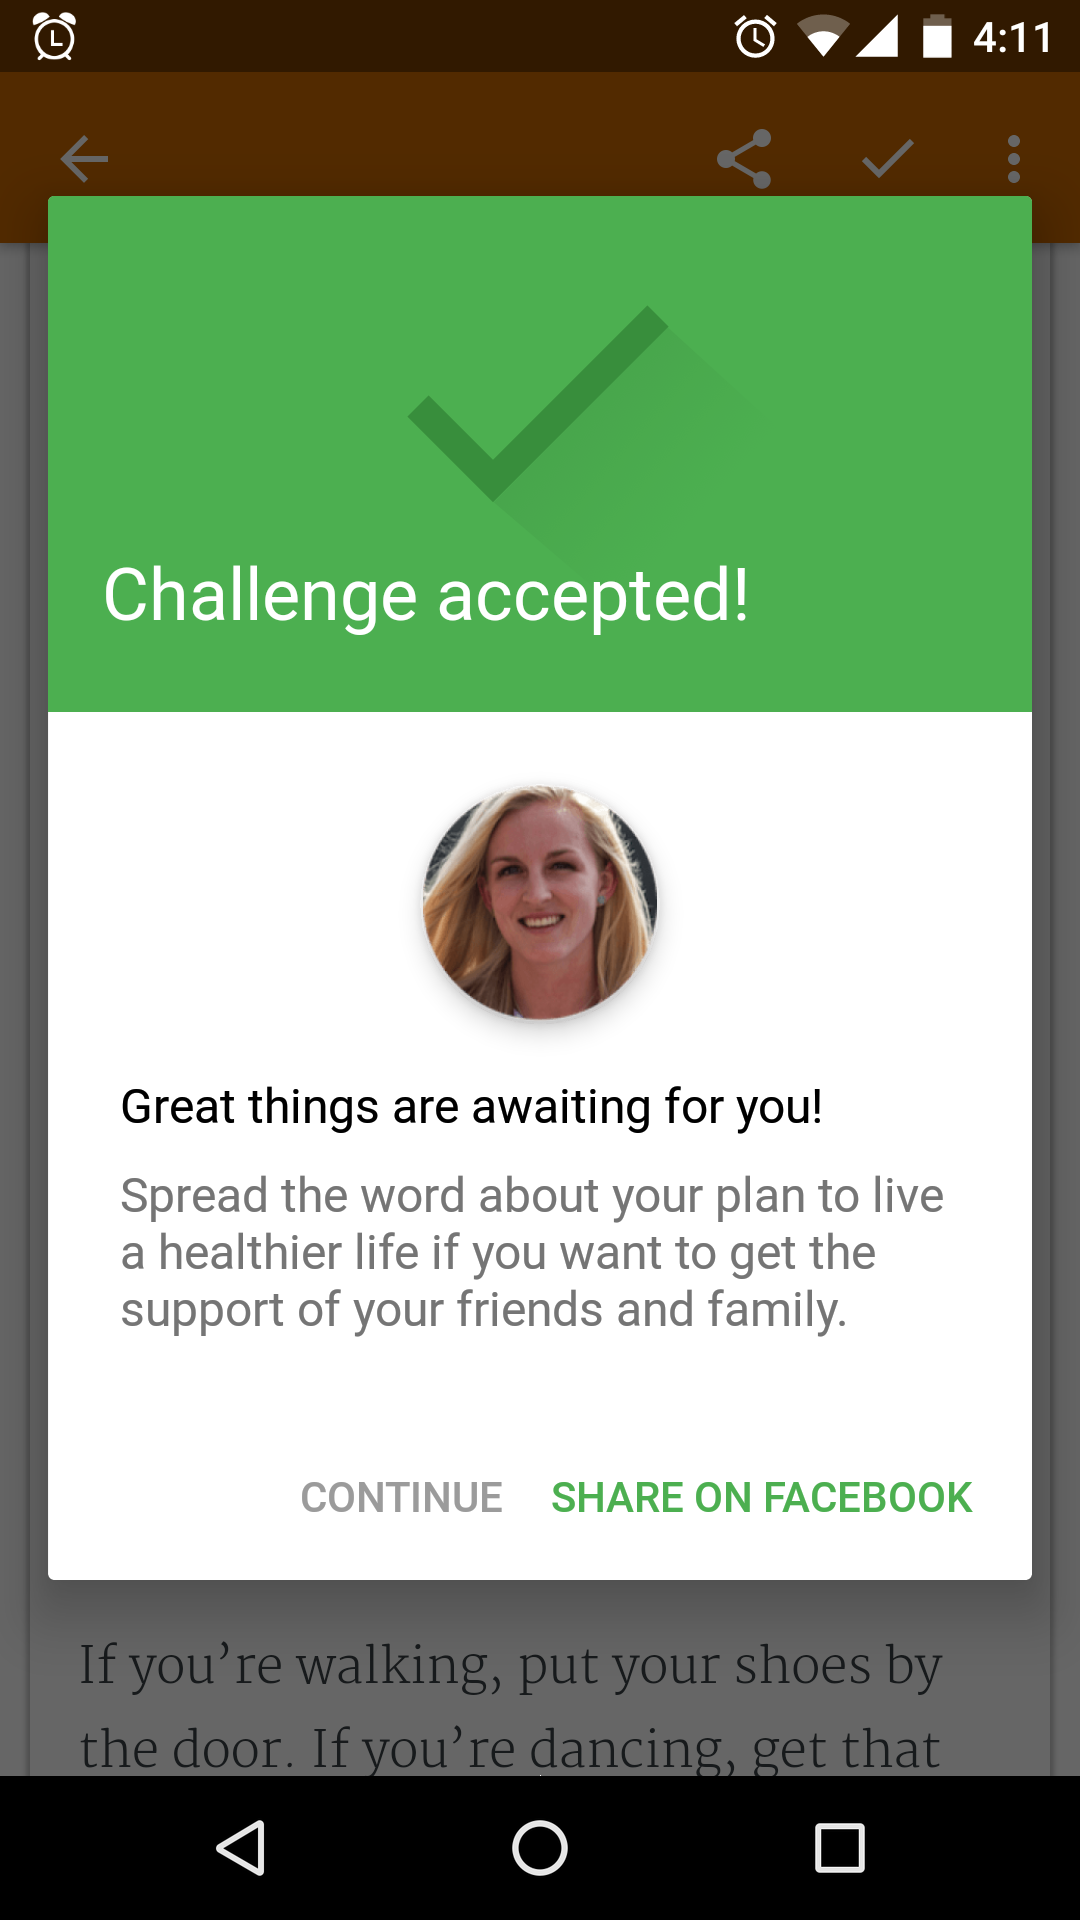 4:11
Challenge accepted!
Great things are awaiting for you!
Spread the word about your plan to live
a healthier life if you want to get the
support of your friends and family.
CONTINUE SHARE ON FACEBOOK
If you’re walking, put your shoes by
the door. If you’re dancing, get that